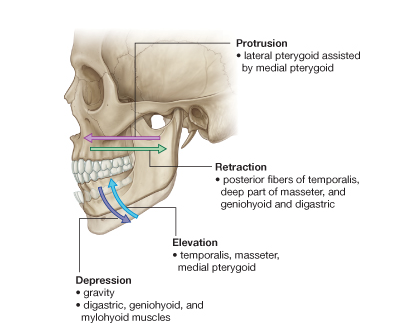 Protrusion
• lateral pterygoid assisted
by medial pterygoid
Retraction
• posterior fibers of temporalis,
deep part of masseter, and
geniohyoid and digastric
Elevation
• temporalis, masseter,
medial pterygoid
Depression
• gravity
• digastric, geniohyoid, and
mylohyoid muscles